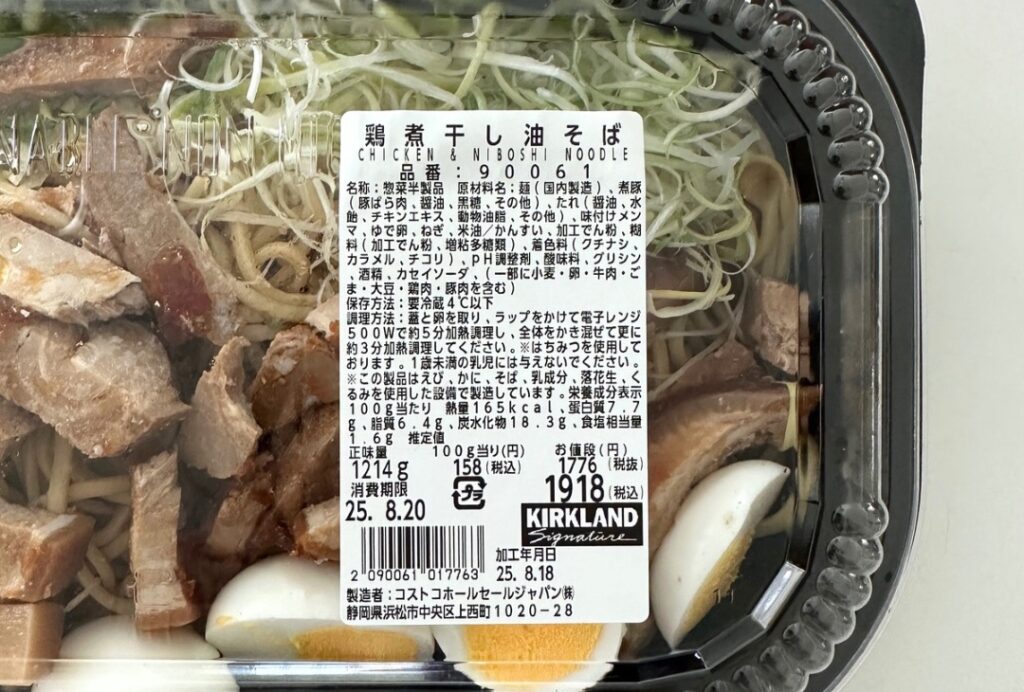 鶏煮干し油そば
CHICKEN & NIBOSHI NOODLE
品番:90061
名称:惣菜半製品 原材料名:麺(国内製造)、煮豚
(豚ばら肉、醤油、黒糖、その他)、たれ(醤油、水
飴、チキンエキス、動物油脂、その他)、味付けメン
マ、ゆで卵、ねぎ、米油/かんすい、加工でん粉、糊
料(加工でん粉、増粘多糖類)、着色料(クチナシ、
カラメル、チコリ)、pH調整剤、酸味料、グリシン
、酒精、カセイソーダ、(一部に小麦・卵・牛肉・ご
ま・大豆・鶏肉・豚肉を含む)
保存方法:要冷蔵4℃以下
調理方法:蓋と卵を取り、ラップをかけて電子レンジ
500Wで約5分加熱調理し、全体をかき混ぜて更に
約3分加熱調理してください。※はちみつを使用して
おります。1歳未満の乳児には与えないでください。
※この製品はえび、かに、そば、乳成分、落花生、く
るみを使用した設備で製造しています。栄養成分表示
100g当たり 熱量165kcal、蛋白質7.7
g、脂質6.4g、炭水化物18.3g、食塩相当量
1.6g 推定値
正味量 100g当り(円) お値段(円)
1214g 158(税込) 1776(税抜)
消費期限 プラ 1918(税込)
25.8.20
KIRKLAND
Signature
加工年月日
2 090061 017763 25.8.18
製造者:コストコホールセールジャパン㈱
静岡県浜松市中央区上西町1020-28